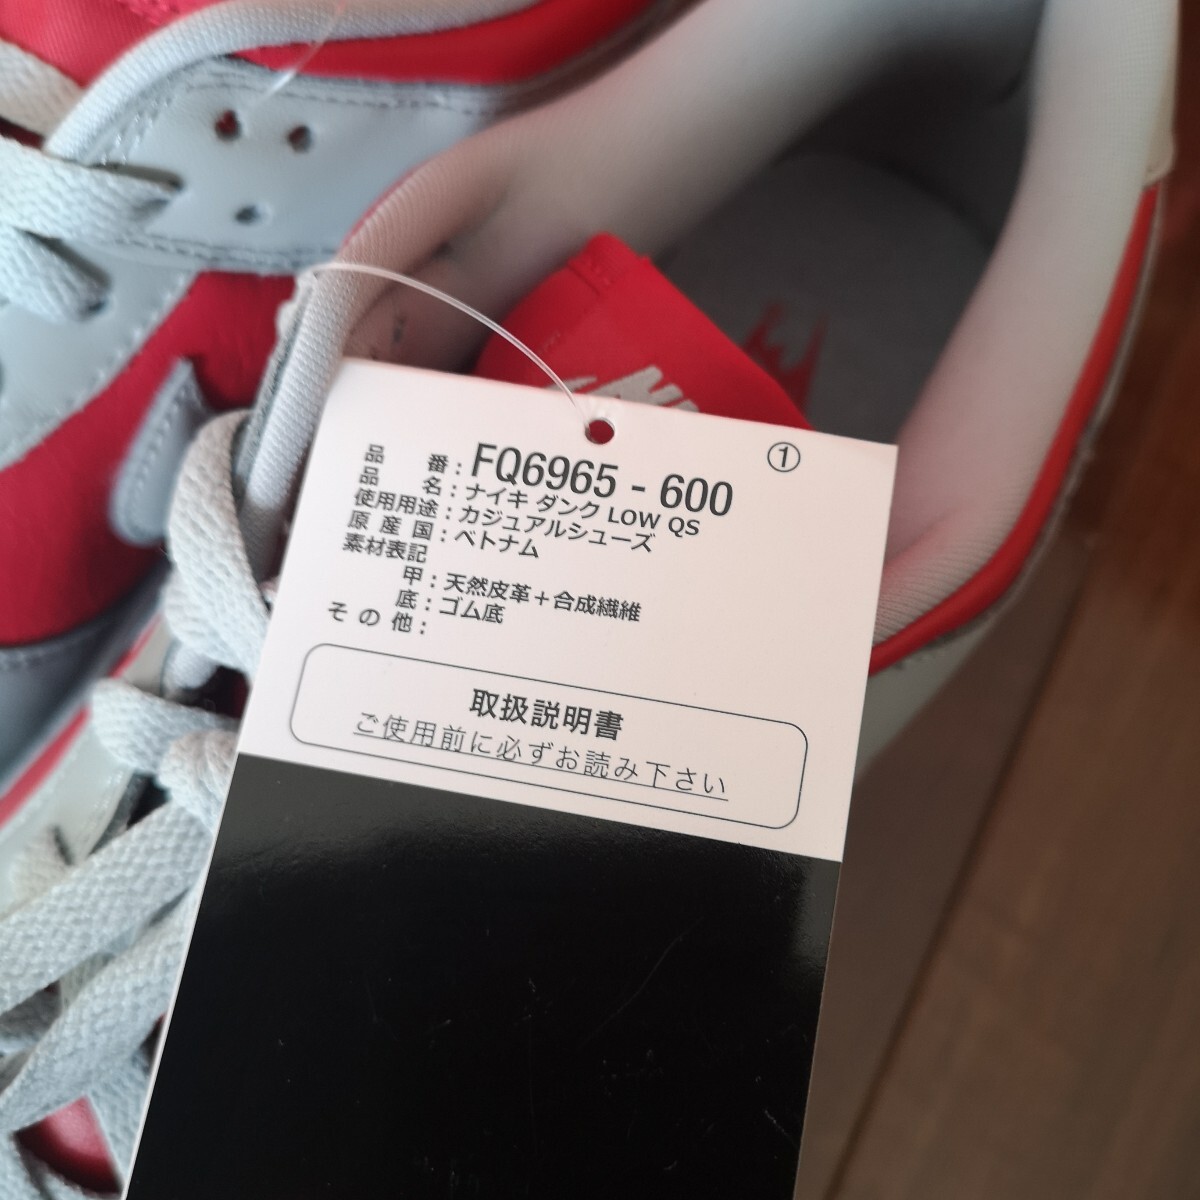 ①
品 番：FQ6965 - 600
品 名：ナイキ ダンク LOW QS
使用用途：カジュアルシューズ
原産国：ベトナム
素材表記
甲：天然皮革＋合成繊維
底：ゴム底
その他：
取扱説明書
ご使用前に必ずお読み下さい